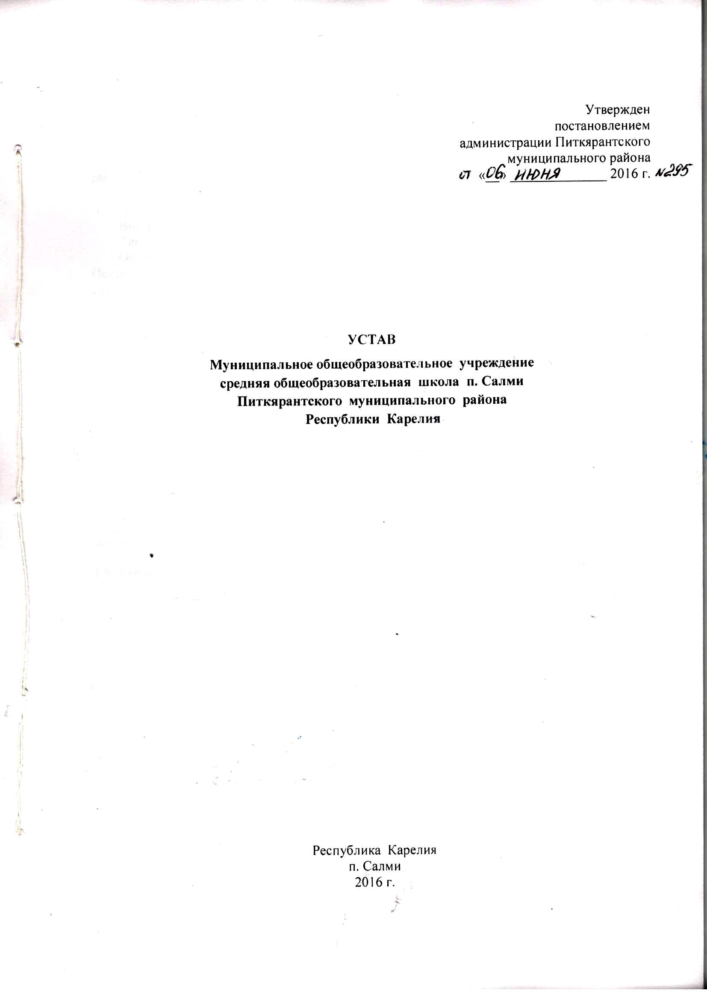 Утвержден
постановлением
администрации Питкярантского
муниципального района
от «06» июня 2016 г. №295
УСТАВ
Муниципальное общеобразовательное учреждение
средняя общеобразовательная школа п. Салми
Питкярантского муниципального района
Республики Карелия
Республика Карелия
п. Салми
2016 г.